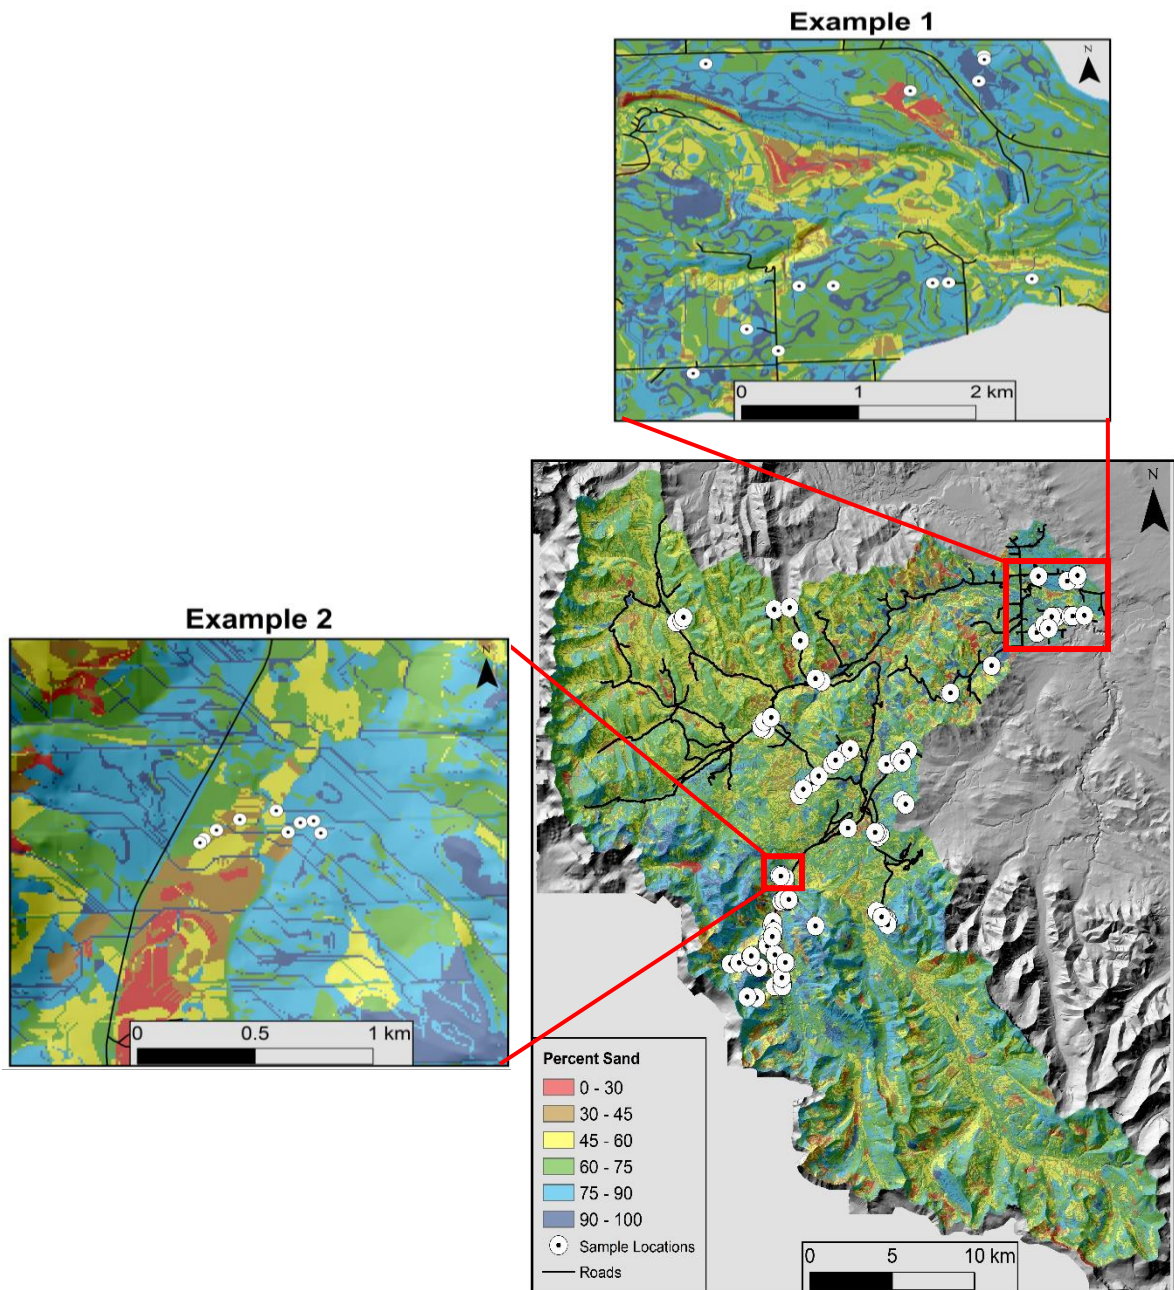 Example 1
N
0 1 2 km
N
Example 2
N
0 0.5 1 km
Percent Sand
0 - 30
30 - 45
45 - 60
60 - 75
75 - 90
90 - 100
Sample Locations
Roads
0 5 10 km